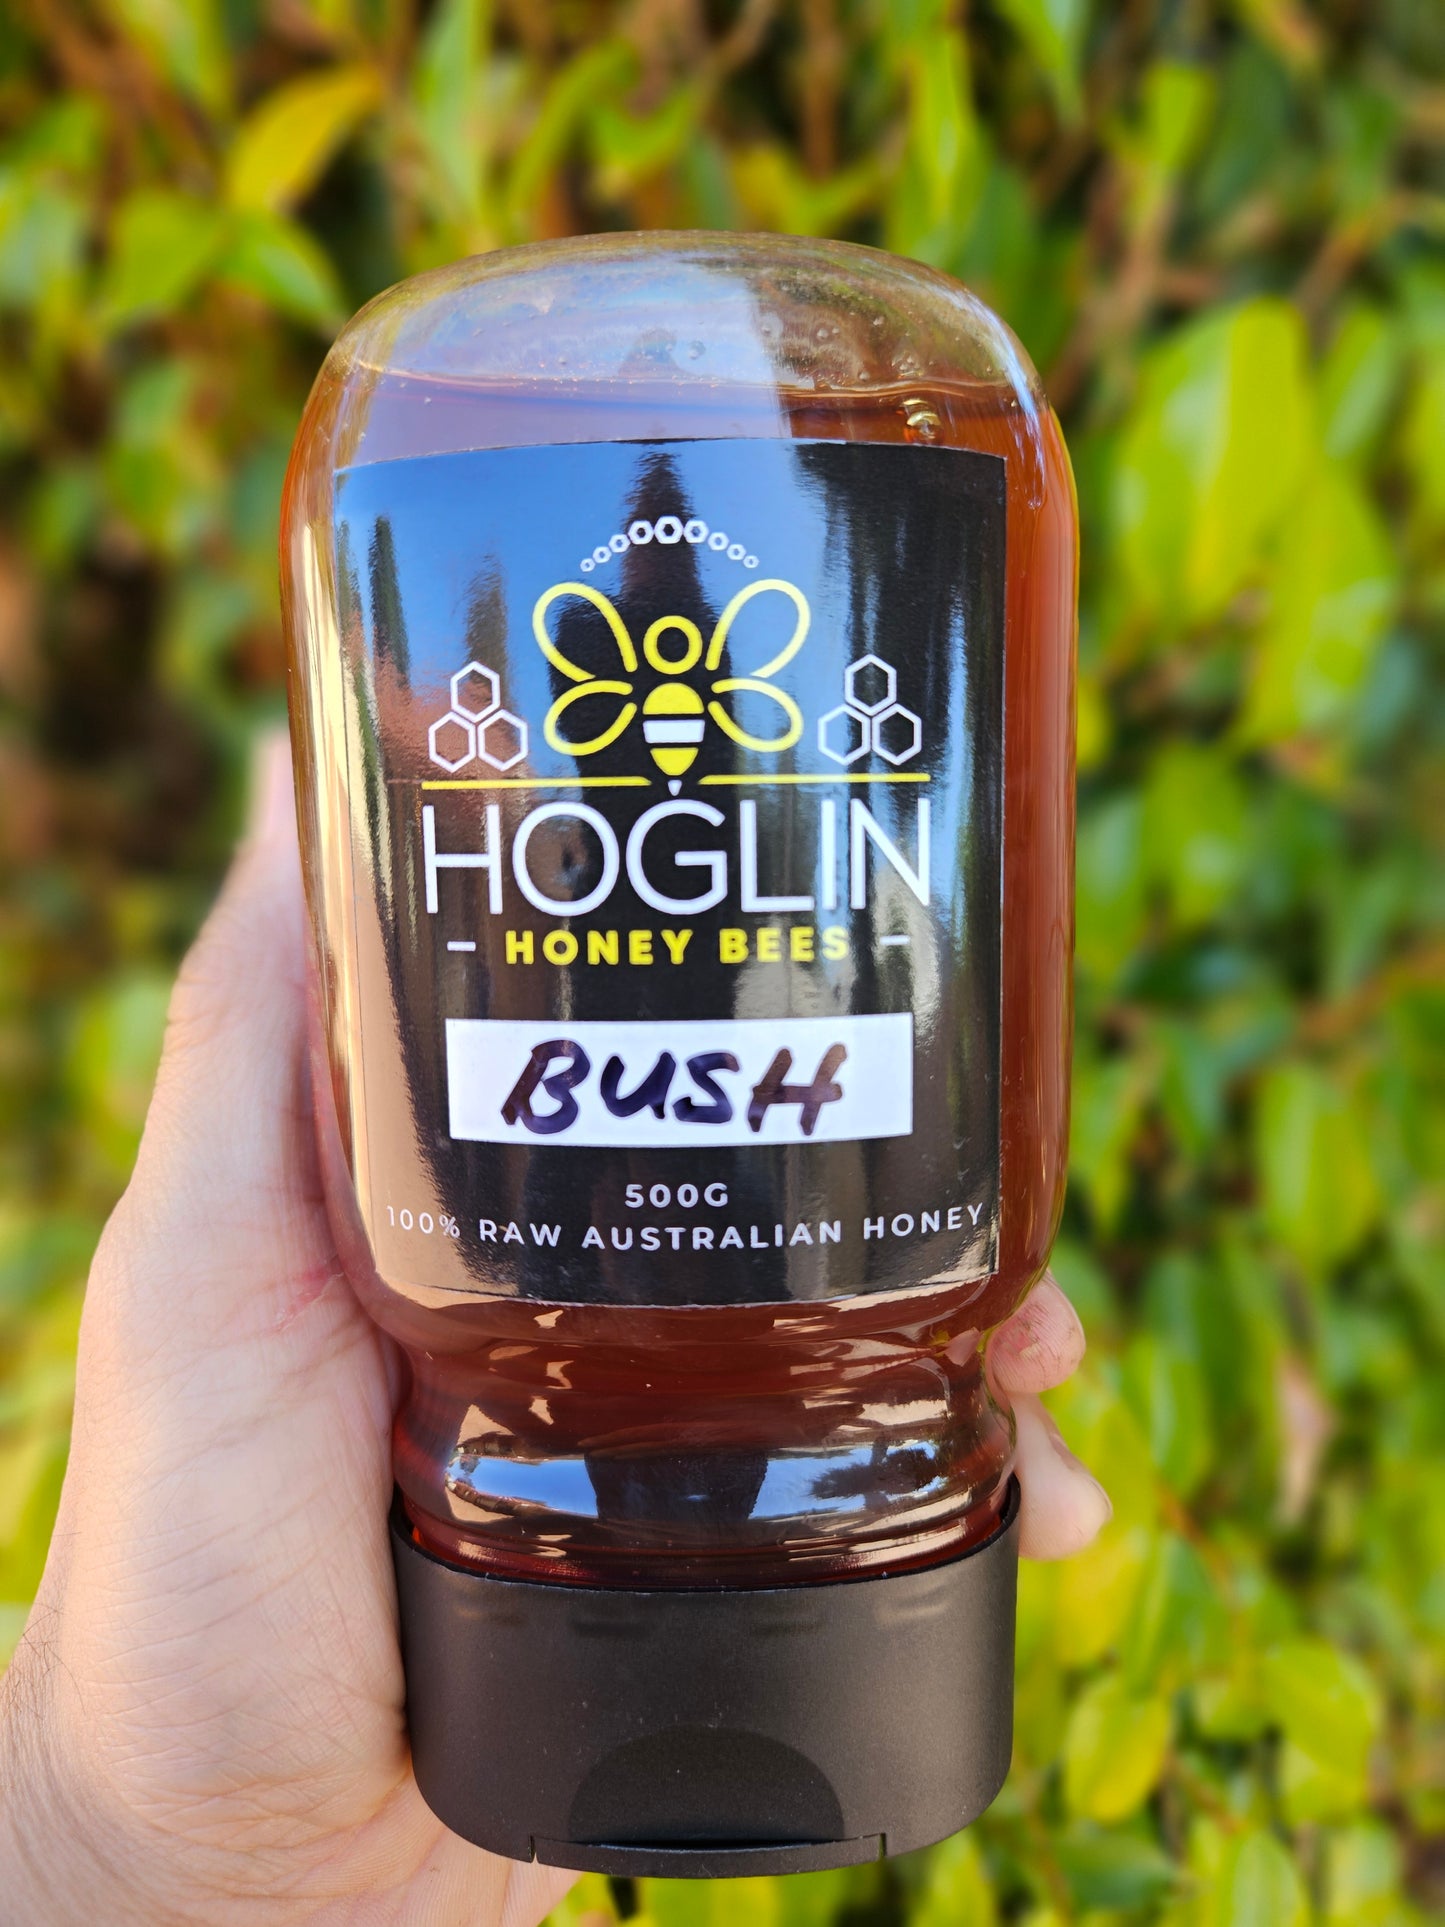 HOGLIN
- HONEY BEES -
BUSH
500G
100% RAW AUSTRALIAN HONEY